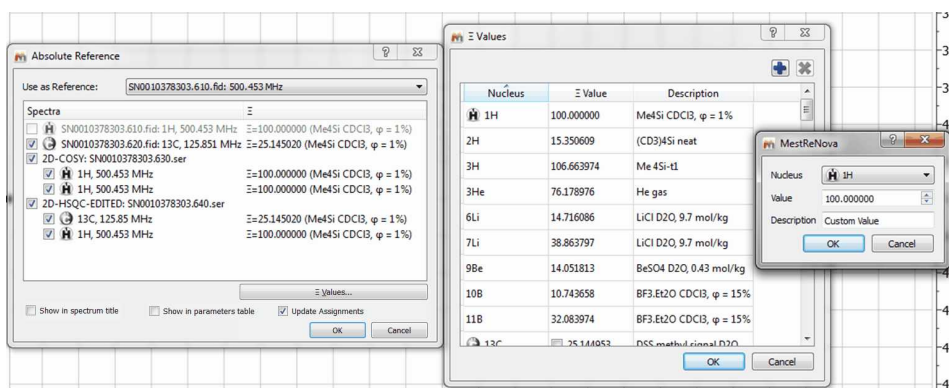 Absolute Reference
Use as Reference: SN0010378303.610.fid: 500.453 MHz
Spectra Ξ
H SN0010378303.610.fid: 1H, 500.453 MHz Ξ=100.000000 (Me4Si CDCl3, φ = 1%)
SN0010378303.620.fid: 13C, 125.851 MHz Ξ=25.145020 (Me4Si CDCl3, φ = 1%)
2D-COSY: SN0010378303.630.ser
H 1H, 500.453 MHz Ξ=100.000000 (Me4Si CDCl3, φ = 1%)
H 1H, 500.453 MHz Ξ=100.000000 (Me4Si CDCl3, φ = 1%)
2D-HSQC-EDITED: SN0010378303.640.ser
13C, 125.85 MHz Ξ=25.145020 (Me4Si CDCl3, φ = 1%)
H 1H, 500.453 MHz Ξ=100.000000 (Me4Si CDCl3, φ = 1%)
Ξ Values...
Show in spectrum title Show in parameters table Update Assignments
OK Cancel
Ξ Values
Nucleus Ξ Value Description
H 1H 100.000000 Me4Si CDCl3, φ = 1%
2H 15.350609 (CD3)4Si neat
3H 106.663974 Me 4Si-t1
3He 76.178976 He gas
6Li 14.716086 LiCl D2O, 9.7 mol/kg
7Li 38.863797 LiCl D2O, 9.7 mol/kg
9Be 14.051813 BeSO4 D2O, 0.43 mol/kg
10B 10.743658 BF3.Et2O CDCl3, φ = 15%
11B 32.083974 BF3.Et2O CDCl3, φ = 15%
13C 25.144953 DSS methyl signal D2O
OK Cancel
MestReNova
Nucleus H 1H
Value 100.000000
Description Custom Value
OK Cancel